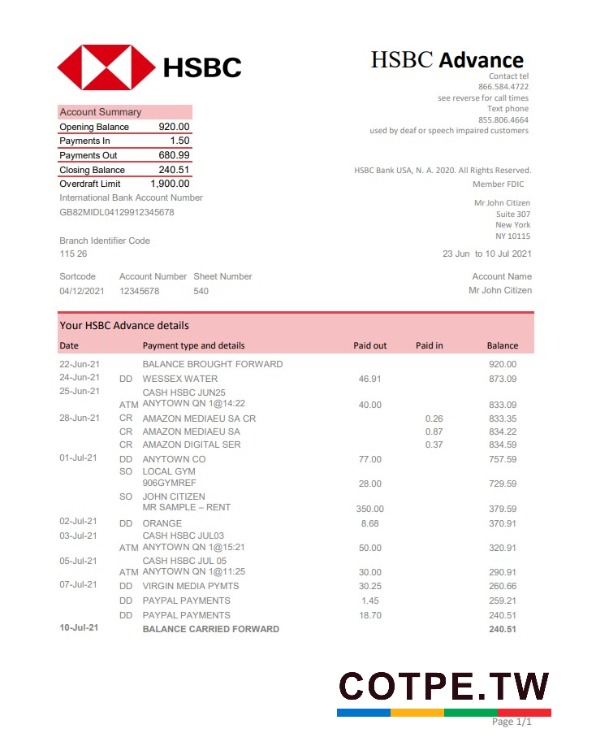 HSBC
HSBC Advance
Contact tel
866.584.4722
see reverse for call times
Text phone
855.806.4664
used by deaf or speech impaired customers
Account Summary
Opening Balance 920.00
Payments In 1.50
Payments Out 680.99
Closing Balance 240.51
Overdraft Limit 1,900.00
HSBC Bank USA, N. A. 2020. All Rights Reserved.
Member FDIC
International Bank Account Number
GB82MIDL04129912345678
Mr John Citizen
Suite 307
New York
NY 10115
Branch Identifier Code
115 26
23 Jun to 10 Jul 2021
Sortcode Account Number Sheet Number Account Name
04/12/2021 12345678 540 Mr John Citizen
Your HSBC Advance details
Date Payment type and details Paid out Paid in Balance
22-Jun-21 BALANCE BROUGHT FORWARD 920.00
24-Jun-21 DD WESSEX WATER 46.91 873.09
25-Jun-21 CASH HSBC JUN25
ATM ANYTOWN QN 1@14:22 40.00 833.09
28-Jun-21 CR AMAZON MEDIAEU SA CR 0.26 833.35
CR AMAZON MEDIAEU SA 0.87 834.22
CR AMAZON DIGITAL SER 0.37 834.59
01-Jul-21 DD ANYTOWN CO 77.00 757.59
SO LOCAL GYM
906GYMREF 28.00 729.59
SO JOHN CITIZEN
MR SAMPLE – RENT 350.00 379.59
02-Jul-21 DD ORANGE 8.68 370.91
03-Jul-21 CASH HSBC JUL03
ATM ANYTOWN QN 1@15:21 50.00 320.91
05-Jul-21 CASH HSBC JUL 05
ATM ANYTOWN QN 1@11:25 30.00 290.91
07-Jul-21 DD VIRGIN MEDIA PYMTS 30.25 260.66
DD PAYPAL PAYMENTS 1.45 259.21
DD PAYPAL PAYMENTS 18.70 240.51
10-Jul-21 BALANCE CARRIED FORWARD 240.51
COTPE.TW
Page 1/1